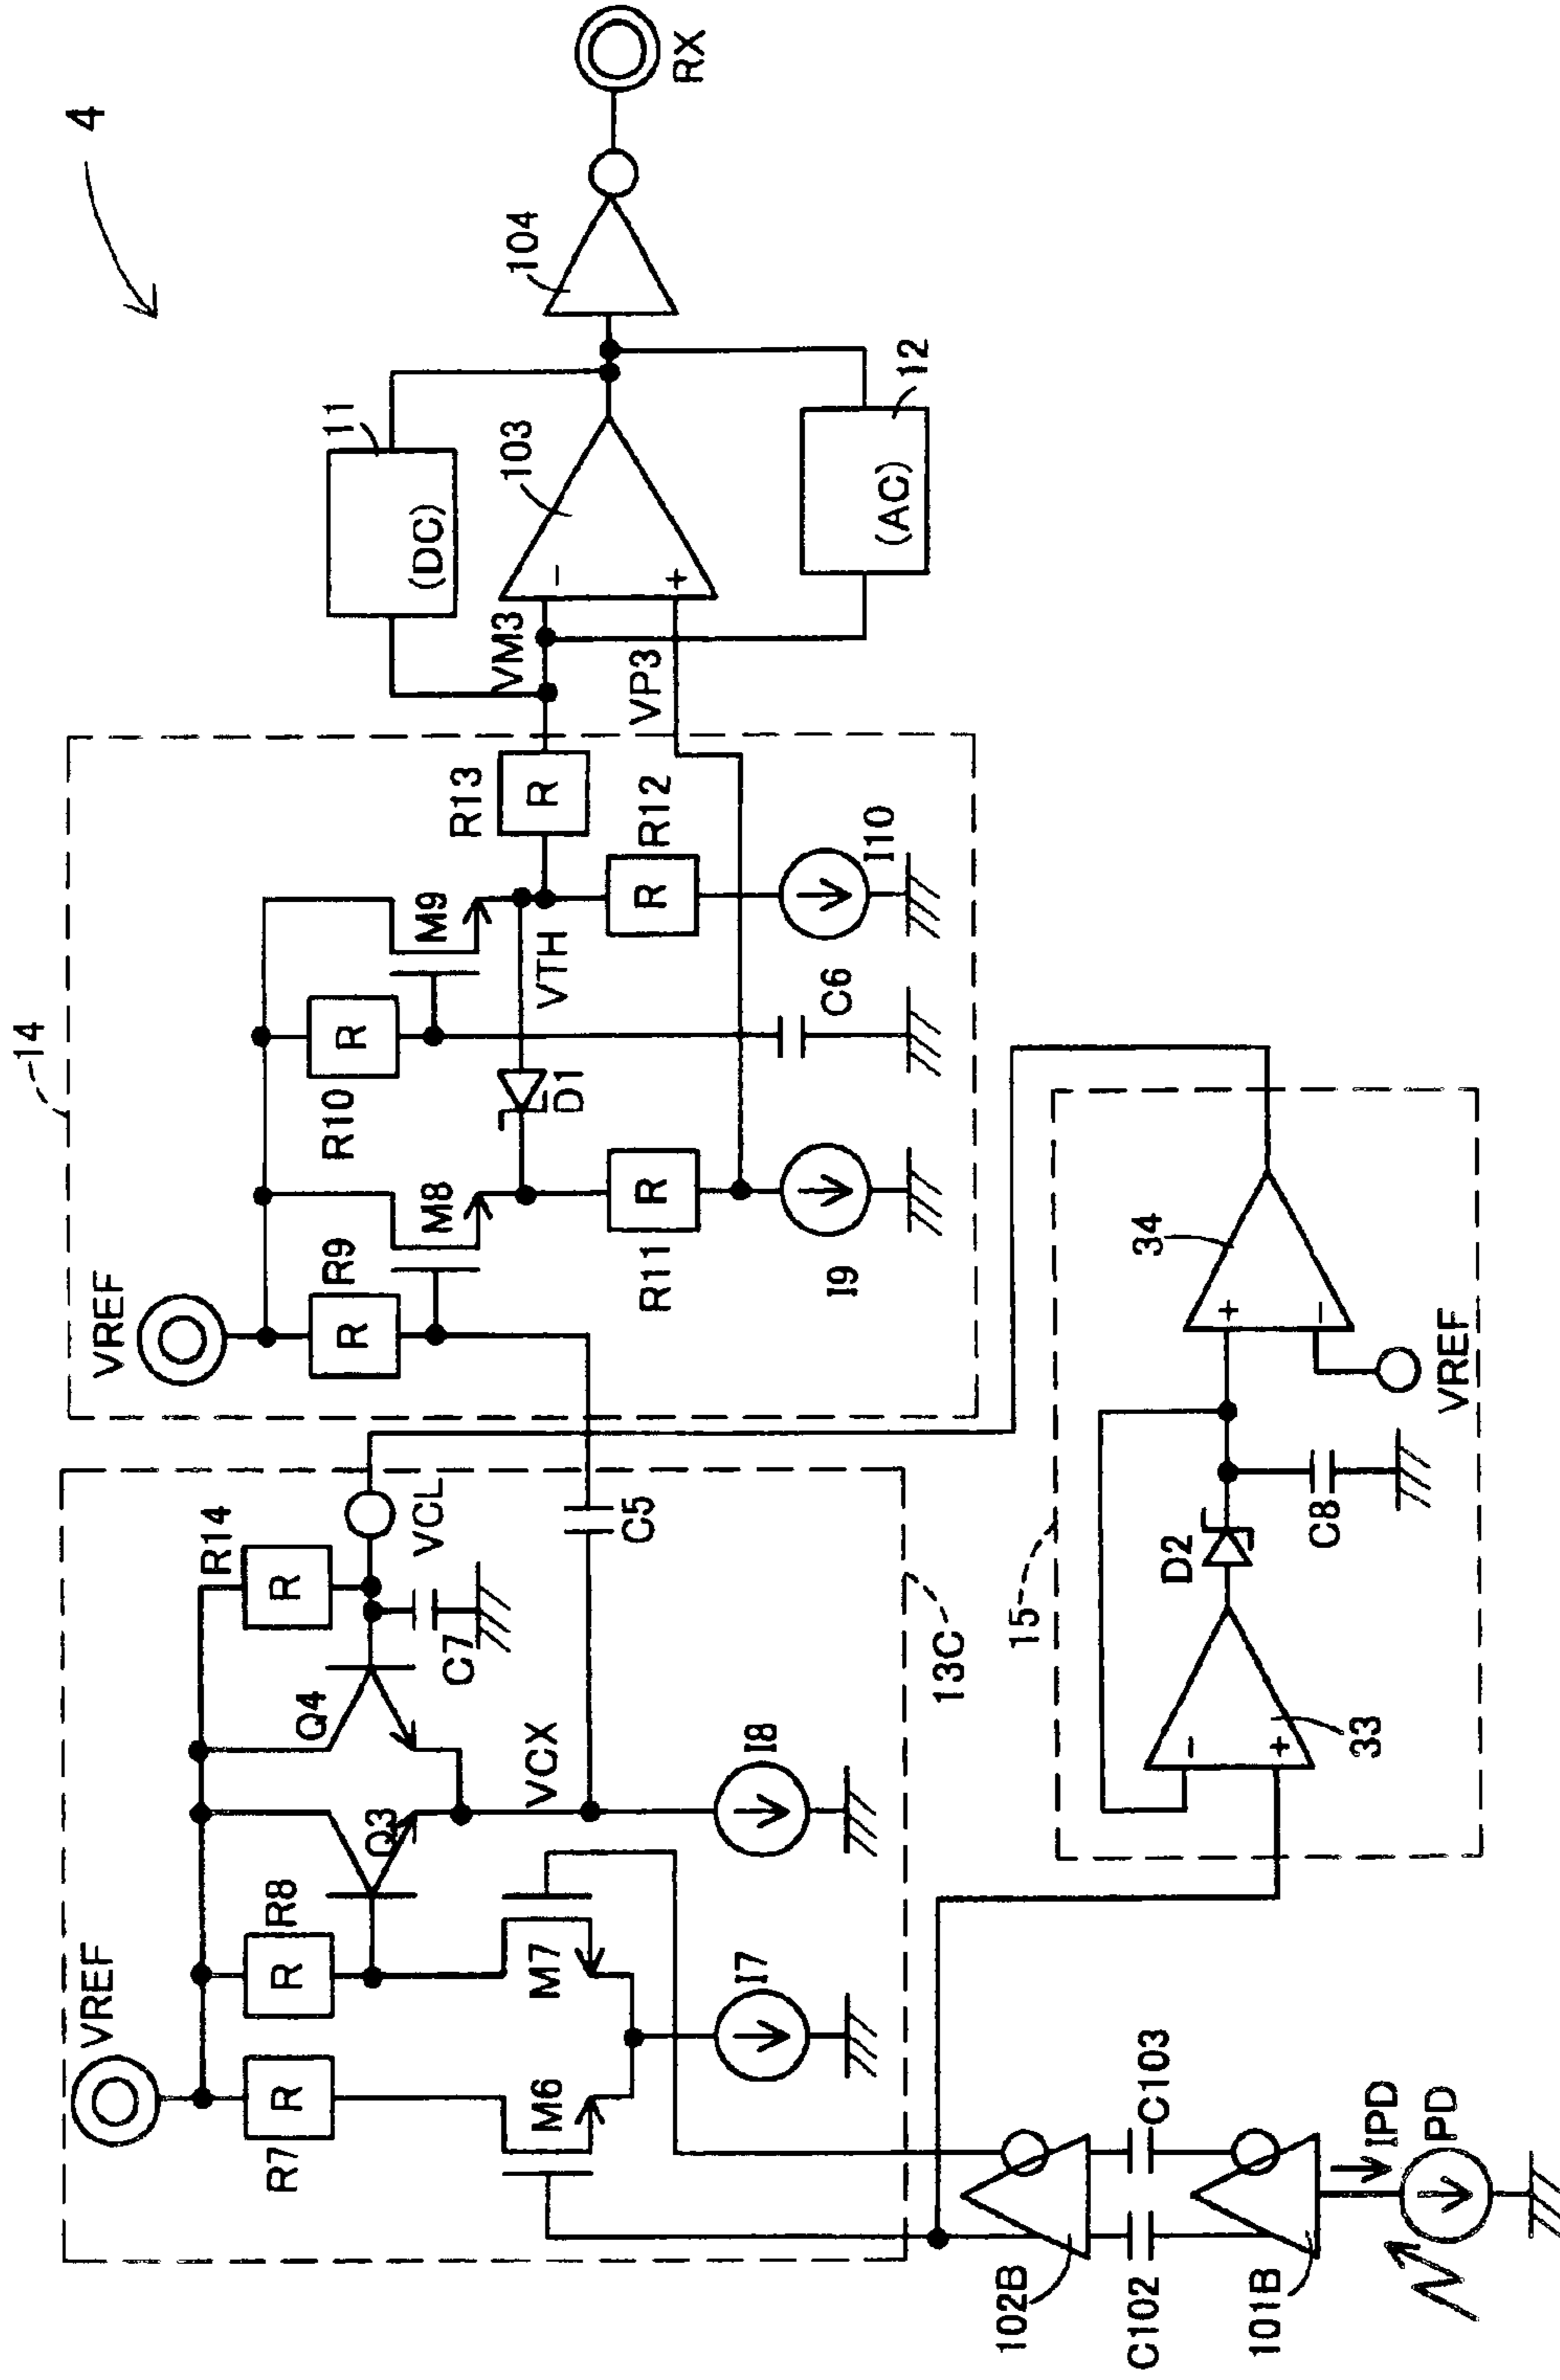 4
14
VREF
R9
R
R10
R
M8
M9
D1
VTH
R13
R
R11
R
R12
R
I9
I10
C6
VM3
VP3
11
(DC)
103
-
+
12
(AC)
104
RX
VREF
R7
R
R8
R
R14
R
Q3
Q4
VCL
C7
M6
M7
VCX
C5
I7
I8
13C
15
33
-
+
D2
C8
34
+
-
VREF
102B
C102
C103
101B
IPD
PD